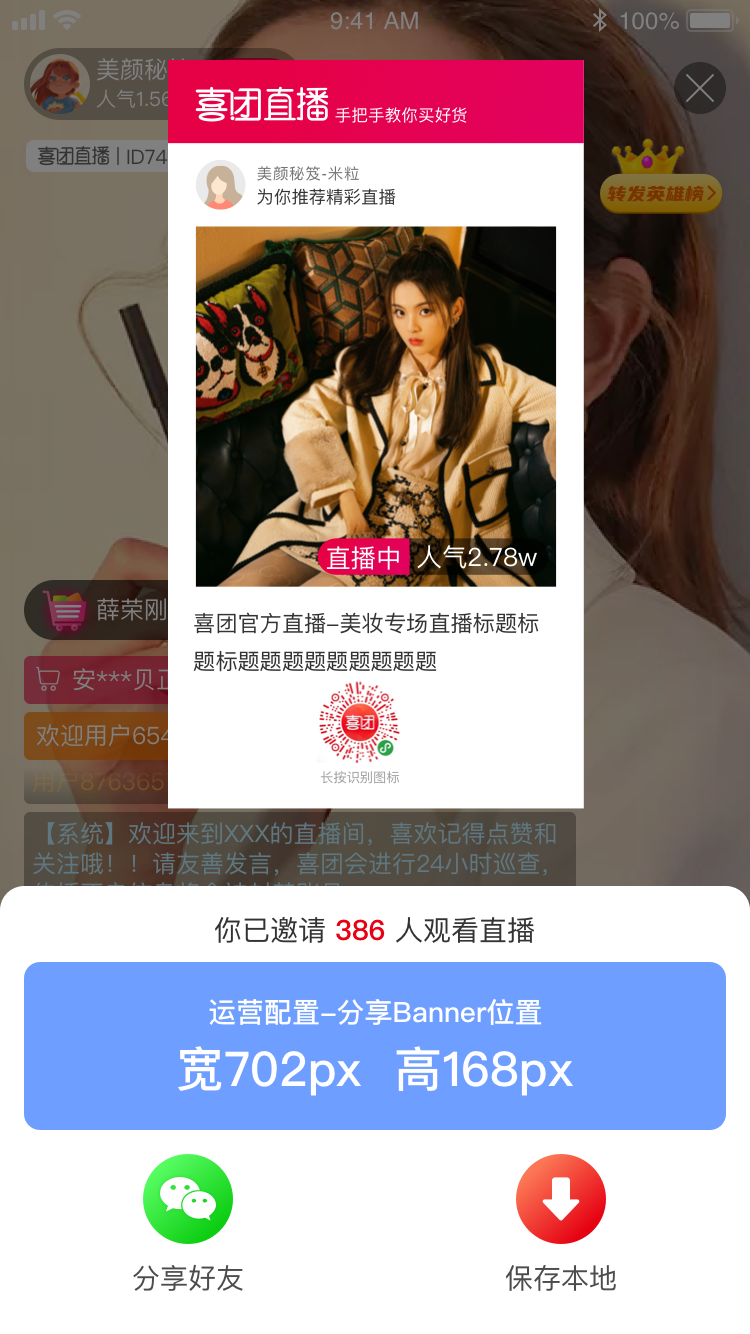 9:41 AM
100%
美颜秘
人气1.56
喜团直播 | ID74
喜团直播 手把手教你买好货
美颜秘笈-米粒
为你推荐精彩直播
转发英雄榜
直播中 人气2.78w
喜团官方直播–美妆专场直播标题标
题标题题题题题题题题题
喜团
长按识别图标
薛荣刚
安***贝
欢迎用户654
用户876365
【系统】欢迎来到XXX的直播间，喜欢记得点赞和
关注哦！！请友善发言，喜团会进行24小时巡查，
你已邀请 386 人观看直播
运营配置–分享Banner位置
宽702px 高168px
分享好友
保存本地